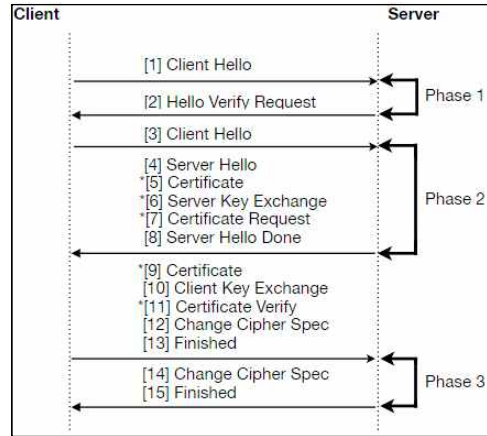 Client
Server
[1] Client Hello
Phase 1
[2] Hello Verify Request
[3] Client Hello
[4] Server Hello
*[5] Certificate
*[6] Server Key Exchange
Phase 2
*[7] Certificate Request
[8] Server Hello Done
*[9] Certificate
[10] Client Key Exchange
*[11] Certificate Verify
[12] Change Cipher Spec
[13] Finished
[14] Change Cipher Spec
Phase 3
[15] Finished